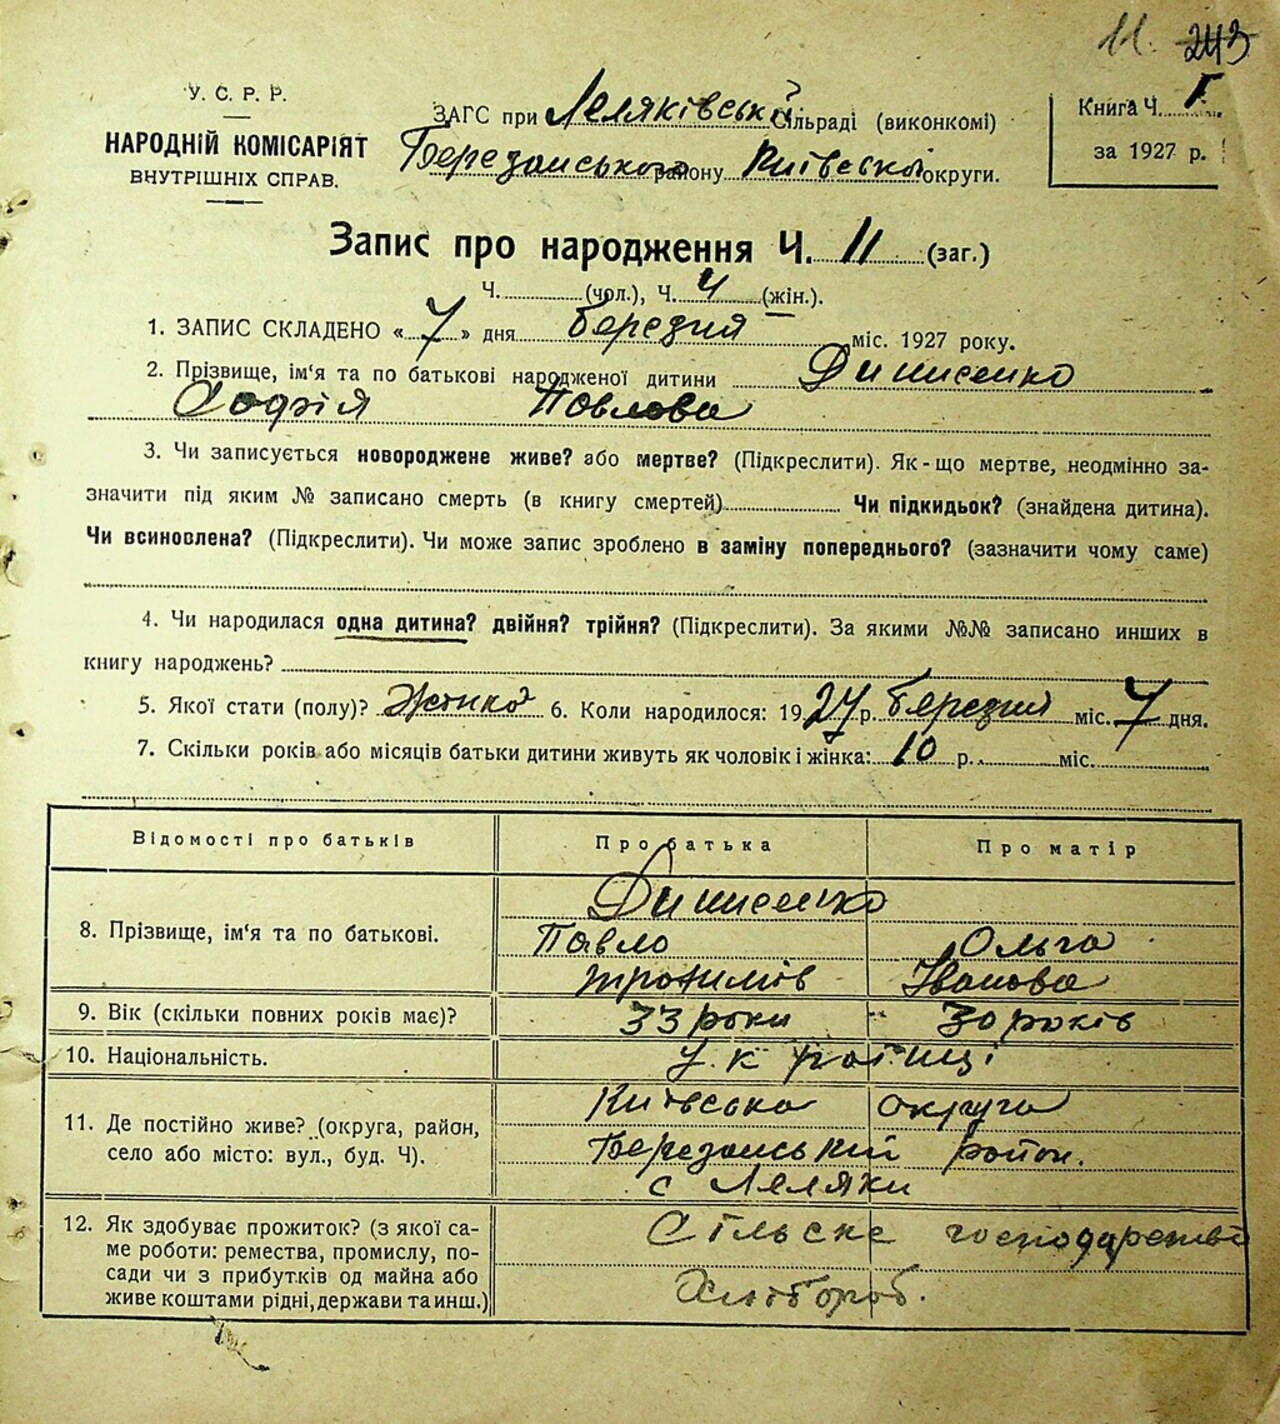 11. 243
У. С. Р. Р.
НАРОДНІЙ КОМІСАРІЯТ
ВНУТРІШНІХ СПРАВ.
ЗАГС при Леляківській сільраді (виконкомі)
Березанського району Київської округи.
Книга Ч. I
за 1927 р.
Запис про народження Ч. 11 (заг.)
Ч. (чол.), Ч. 4 (жін.).
1. ЗАПИС СКЛАДЕНО «7» дня березня міс. 1927 року.
2. Прізвище, ім‘я та по батькові народженої дитини Динисенко
Софія Павлова
3. Чи записується новороджене живе? або мертве? (Підкреслити). Як-що мертве, неодмінно за-
значити під яким № записано смерть (в книгу смертей) Чи підкидьок? (знайдена дитина).
Чи всиновлена? (Підкреслити). Чи може запис зроблено в заміну попереднього? (зазначити чому саме)
4. Чи народилася одна дитина? двійня? трійня? (Підкреслити). За якими №№ записано инших в
книгу народжень?
5. Якої стати (полу)? Жіноч 6. Коли народилося: 1927 р. березня міс. 7 дня.
7. Скільки років або місяців батьки дитини живуть як чоловік і жінка: 10 р. міс.
Відомості про батьків Про батька Про матір
8. Прізвище, ім‘я та по батькові.
Динисенко
Павло Ольга
Трохимів Іванова
9. Вік (скільки повних років має)? 33 роки 30 років
10. Національність. Українці
11. Де постійно живе? (округа, район,
село або місто: вул., буд. Ч).
Київська округа
Березанський район.
с Леляки
12. Як здобуває прожиток? (з якої са-
ме роботи: ремества, промислу, по-
сади чи з прибутків од майна або
живе коштами рідні, держави та инш.)
Сільске господарство
Хлібороб.